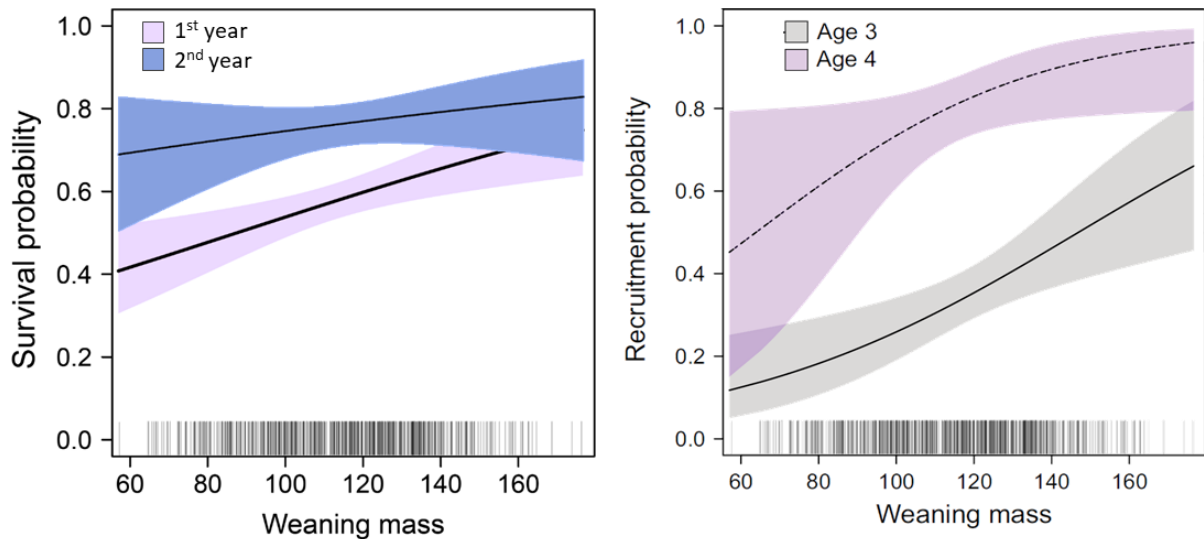 1st year
2nd year
Survival probability
1.0
0.8
0.6
0.4
0.2
0.0
60 80 100 120 140 160
Weaning mass
Age 3
Age 4
Recruitment probability
1.0
0.8
0.6
0.4
0.2
0.0
60 80 100 120 140 160
Weaning mass